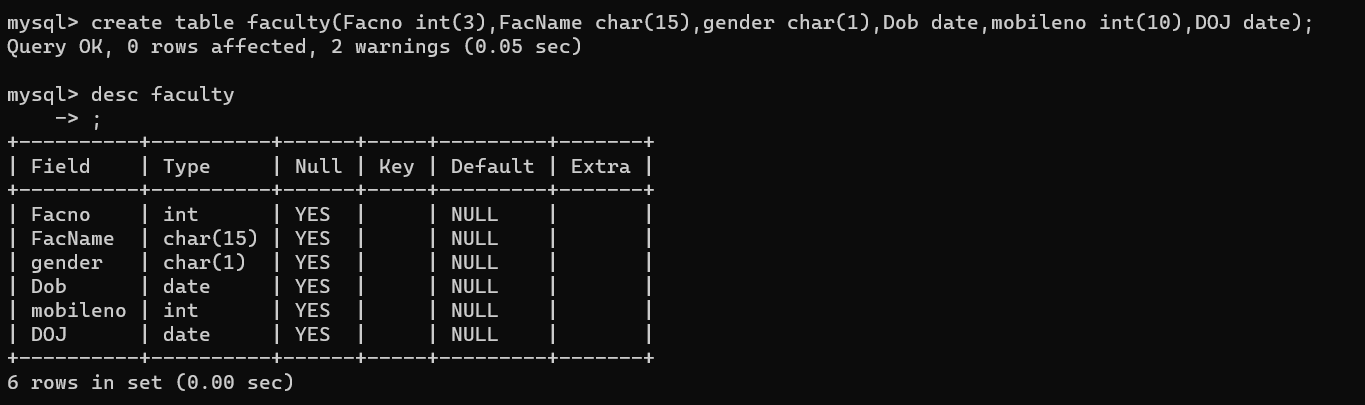 mysql> create table faculty(Facno int(3),FacName char(15),gender char(1),Dob date,mobileno int(10),DOJ date);
Query OK, 0 rows affected, 2 warnings (0.05 sec)

mysql> desc faculty
    -> ;
+----------+----------+------+-----+---------+-------+
| Field    | Type     | Null | Key | Default | Extra |
+----------+----------+------+-----+---------+-------+
| Facno    | int      | YES  |     | NULL    |       |
| FacName  | char(15) | YES  |     | NULL    |       |
| gender   | char(1)  | YES  |     | NULL    |       |
| Dob      | date     | YES  |     | NULL    |       |
| mobileno | int      | YES  |     | NULL    |       |
| DOJ      | date     | YES  |     | NULL    |       |
+----------+----------+------+-----+---------+-------+
6 rows in set (0.00 sec)